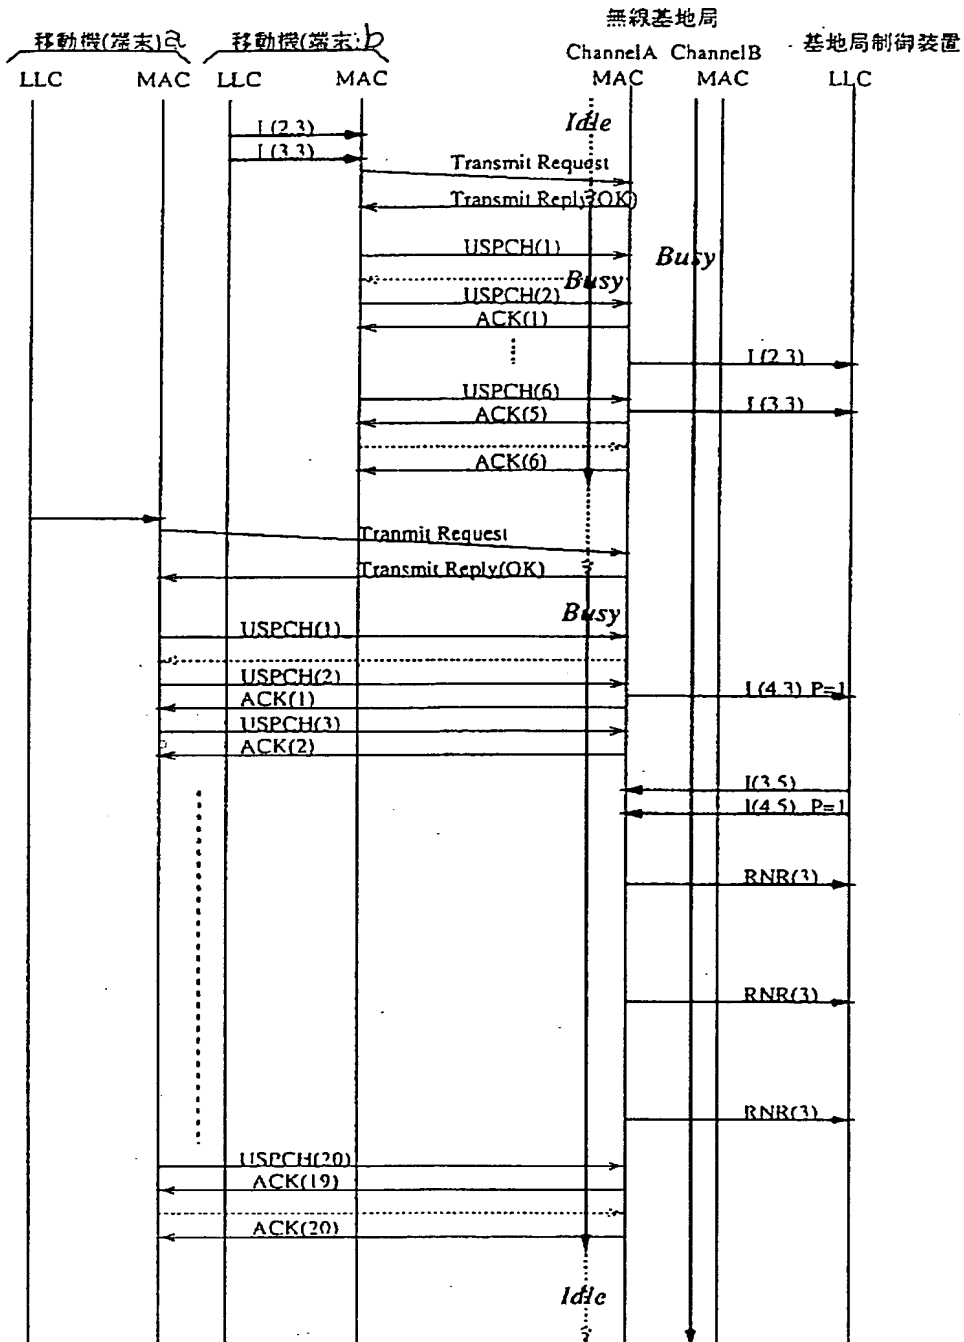 無線基地局
移動機(端末)a 移動機(端末)b ChannelA ChannelB 基地局制御装置
LLC MAC LLC MAC MAC MAC LLC
I(2,3)
Idle
I(3,3)
Transmit Request
Transmit Reply(OK)
USPCH(1)
Busy
Busy
USPCH(2)
ACK(1)
I(2,3)
USPCH(6)
I(3,3)
ACK(5)
ACK(6)
Tranmit Request
Transmit Reply(OK)
Busy
USPCH(1)
USPCH(2)
I(4,3) P=1
ACK(1)
USPCH(3)
ACK(2)
I(3,5)
I(4,5) P=1
RNR(3)
RNR(3)
RNR(3)
USPCH(20)
ACK(19)
ACK(20)
Idle